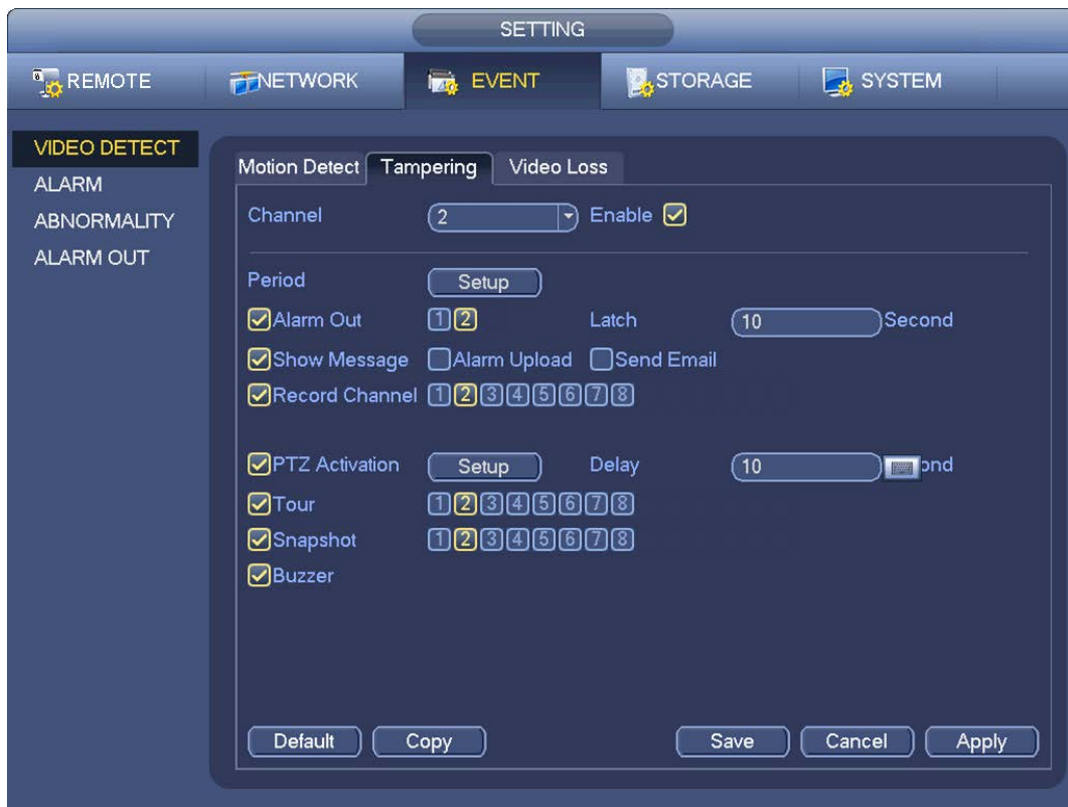 SETTING
REMOTE NETWORK EVENT STORAGE SYSTEM
VIDEO DETECT
ALARM
ABNORMALITY
ALARM OUT
Motion Detect Tampering Video Loss
Channel 2 Enable
Period Setup
Alarm Out 1 2 Latch 10 Second
Show Message Alarm Upload Send Email
Record Channel 1 2 3 4 5 6 7 8
PTZ Activation Setup Delay 10 ond
Tour 1 2 3 4 5 6 7 8
Snapshot 1 2 3 4 5 6 7 8
Buzzer
Default Copy Save Cancel Apply